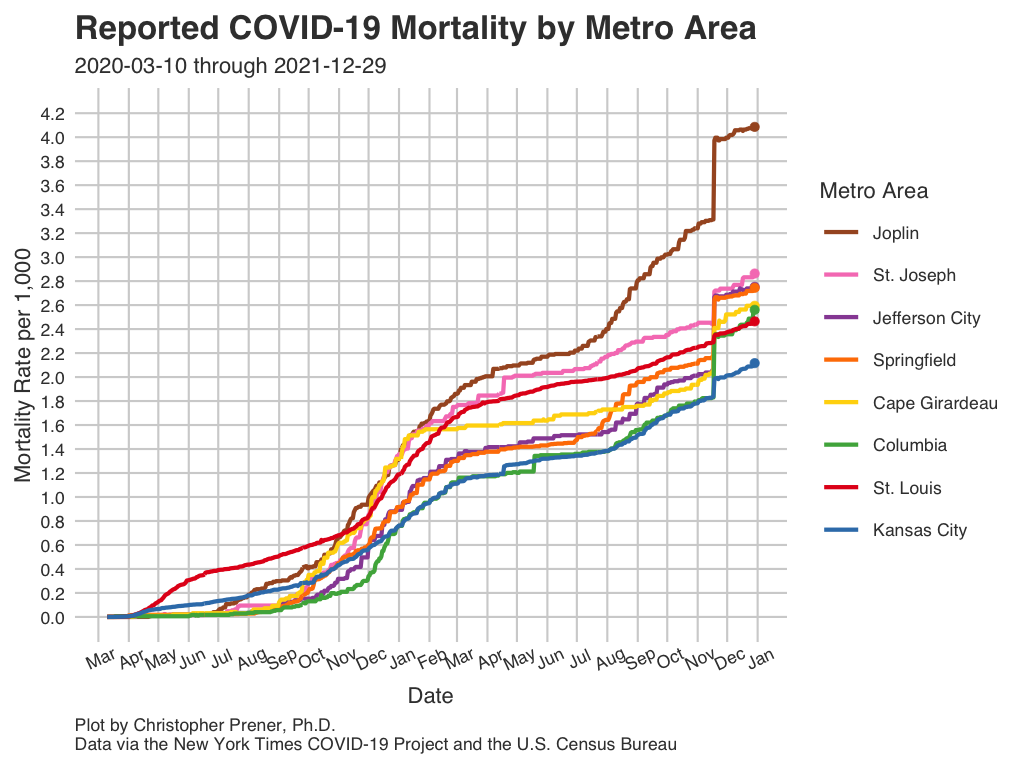 Reported COVID-19 Mortality by Metro Area
2020-03-10 through 2021-12-29
Mortality Rate per 1,000
4.2
4.0
3.8
3.6
3.4
3.2
3.0
2.8
2.6
2.4
2.2
2.0
1.8
1.6
1.4
1.2
1.0
0.8
0.6
0.4
0.2
0.0
Mar Apr May Jun Jul Aug Sep Oct Nov Dec Jan Feb Mar Apr May Jun Jul Aug Sep Oct Nov Dec Jan
Date
Metro Area
Joplin
St. Joseph
Jefferson City
Springfield
Cape Girardeau
Columbia
St. Louis
Kansas City
Plot by Christopher Prener, Ph.D.
Data via the New York Times COVID-19 Project and the U.S. Census Bureau